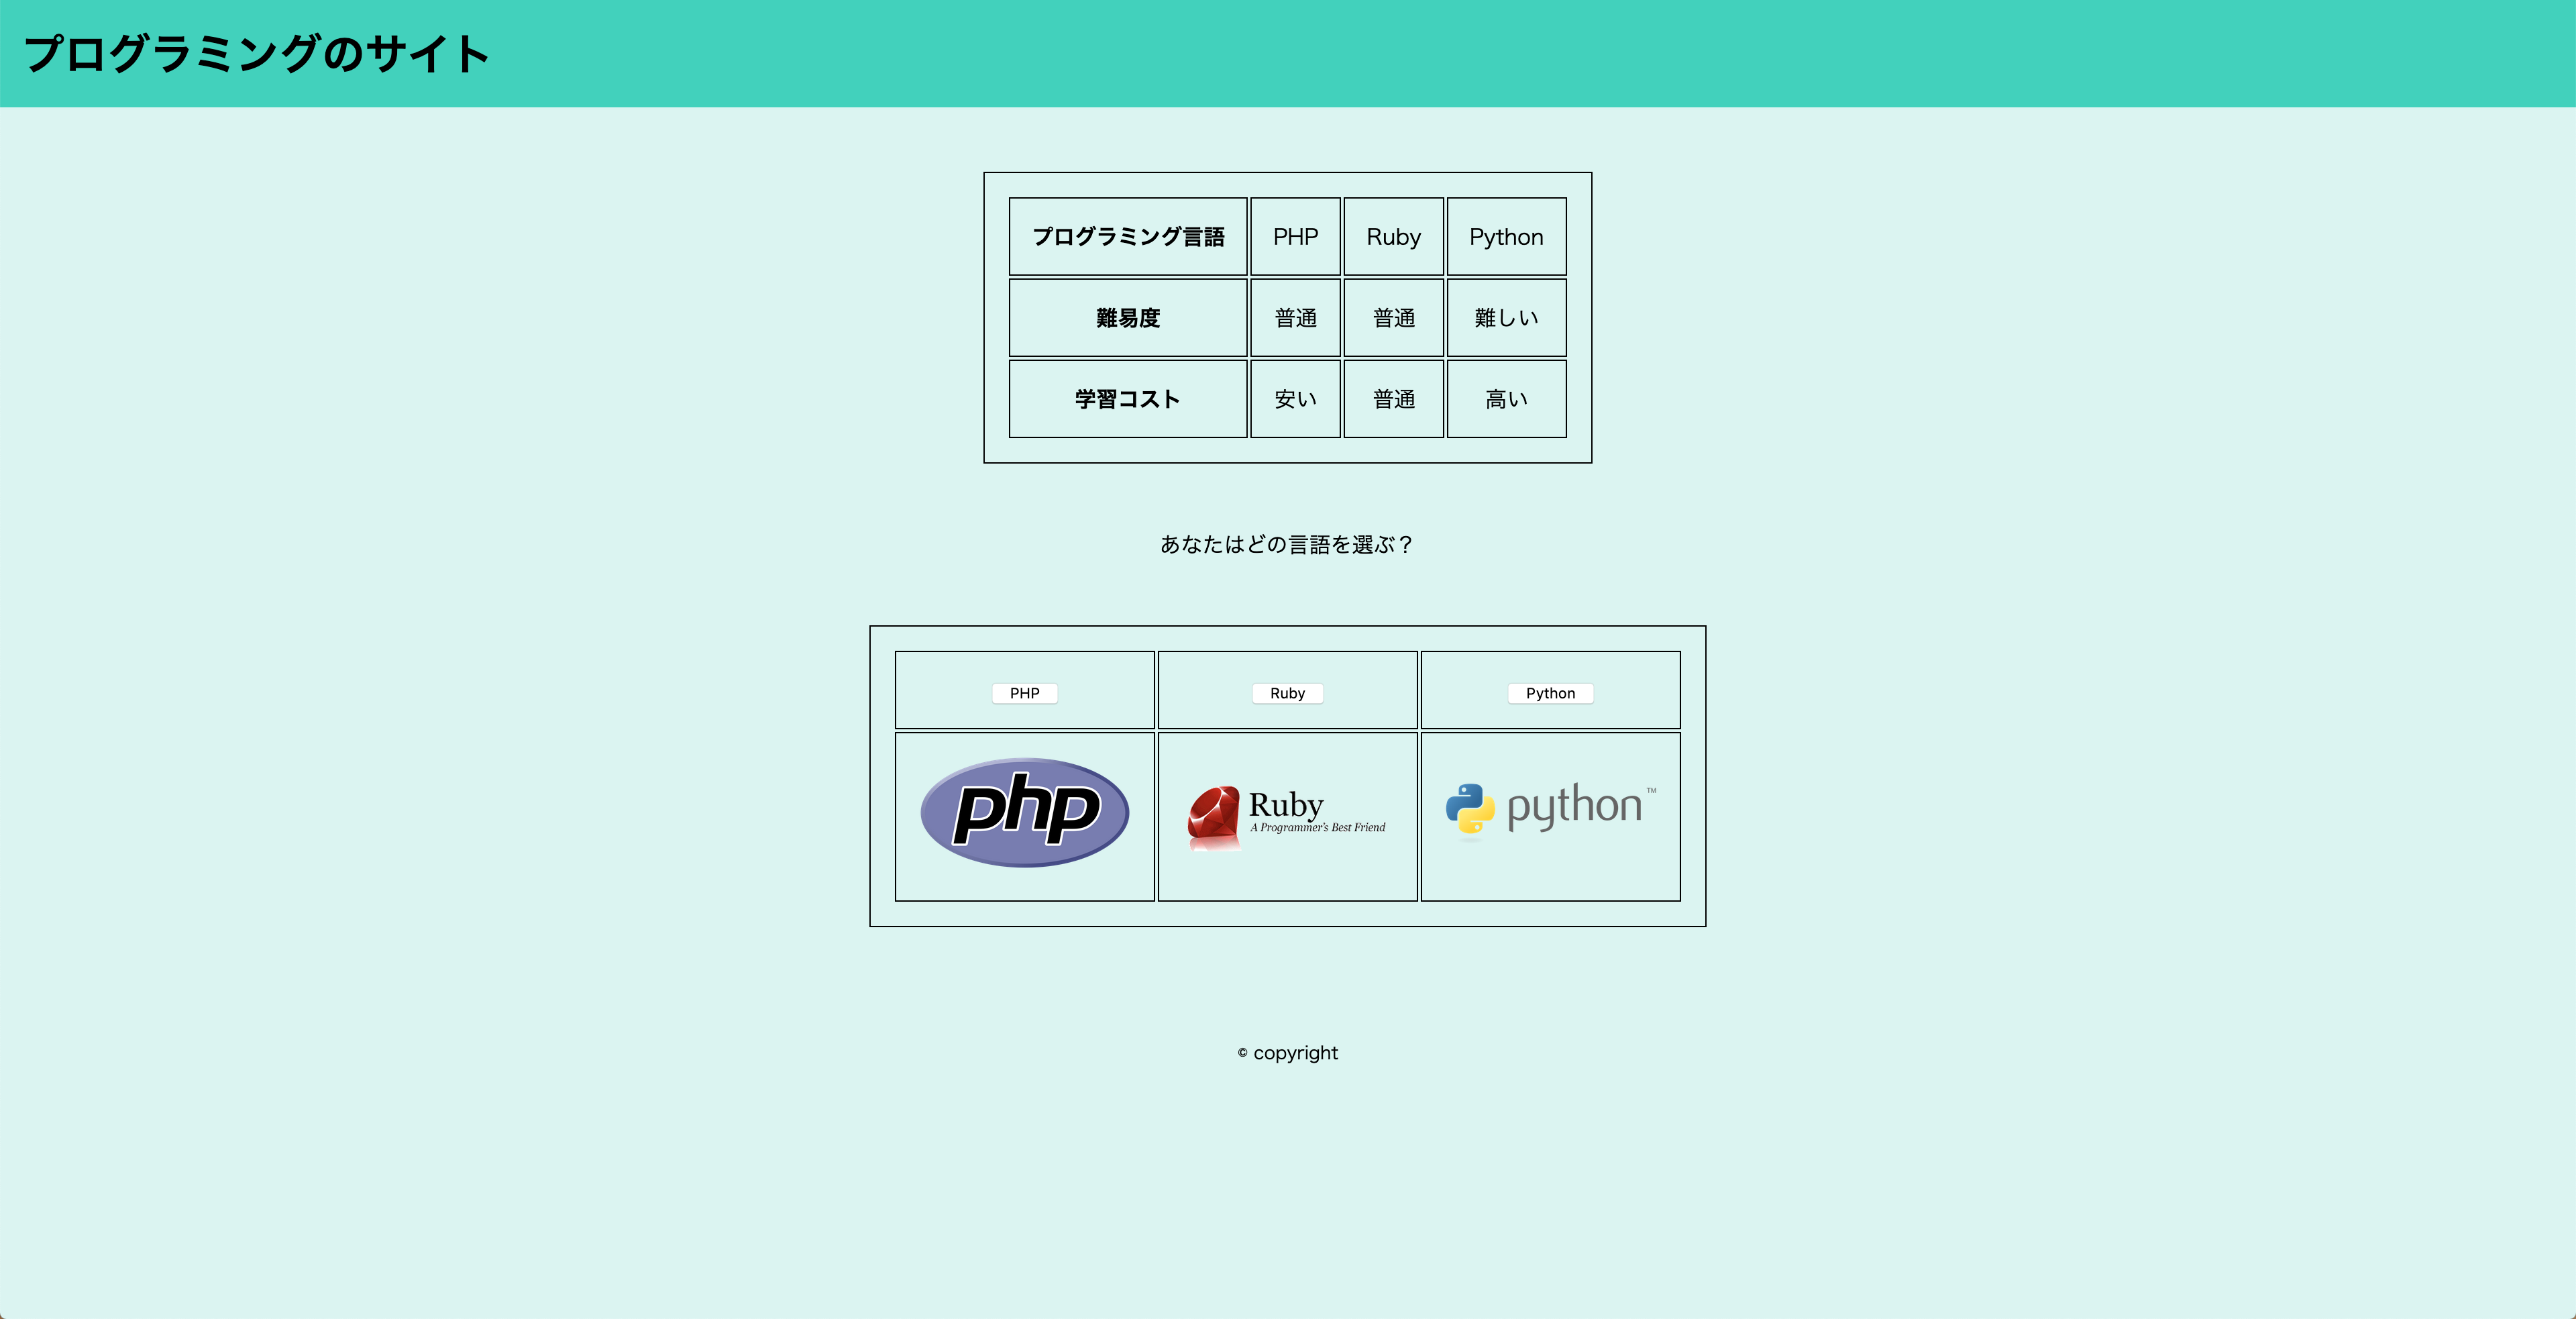 プログラミングのサイト
プログラミング言語 PHP Ruby Python
難易度 普通 普通 難しい
学習コスト 安い 普通 高い
あなたはどの言語を選ぶ？
PHP Ruby Python
php
Ruby
A Programmer's Best Friend
python™
© copyright